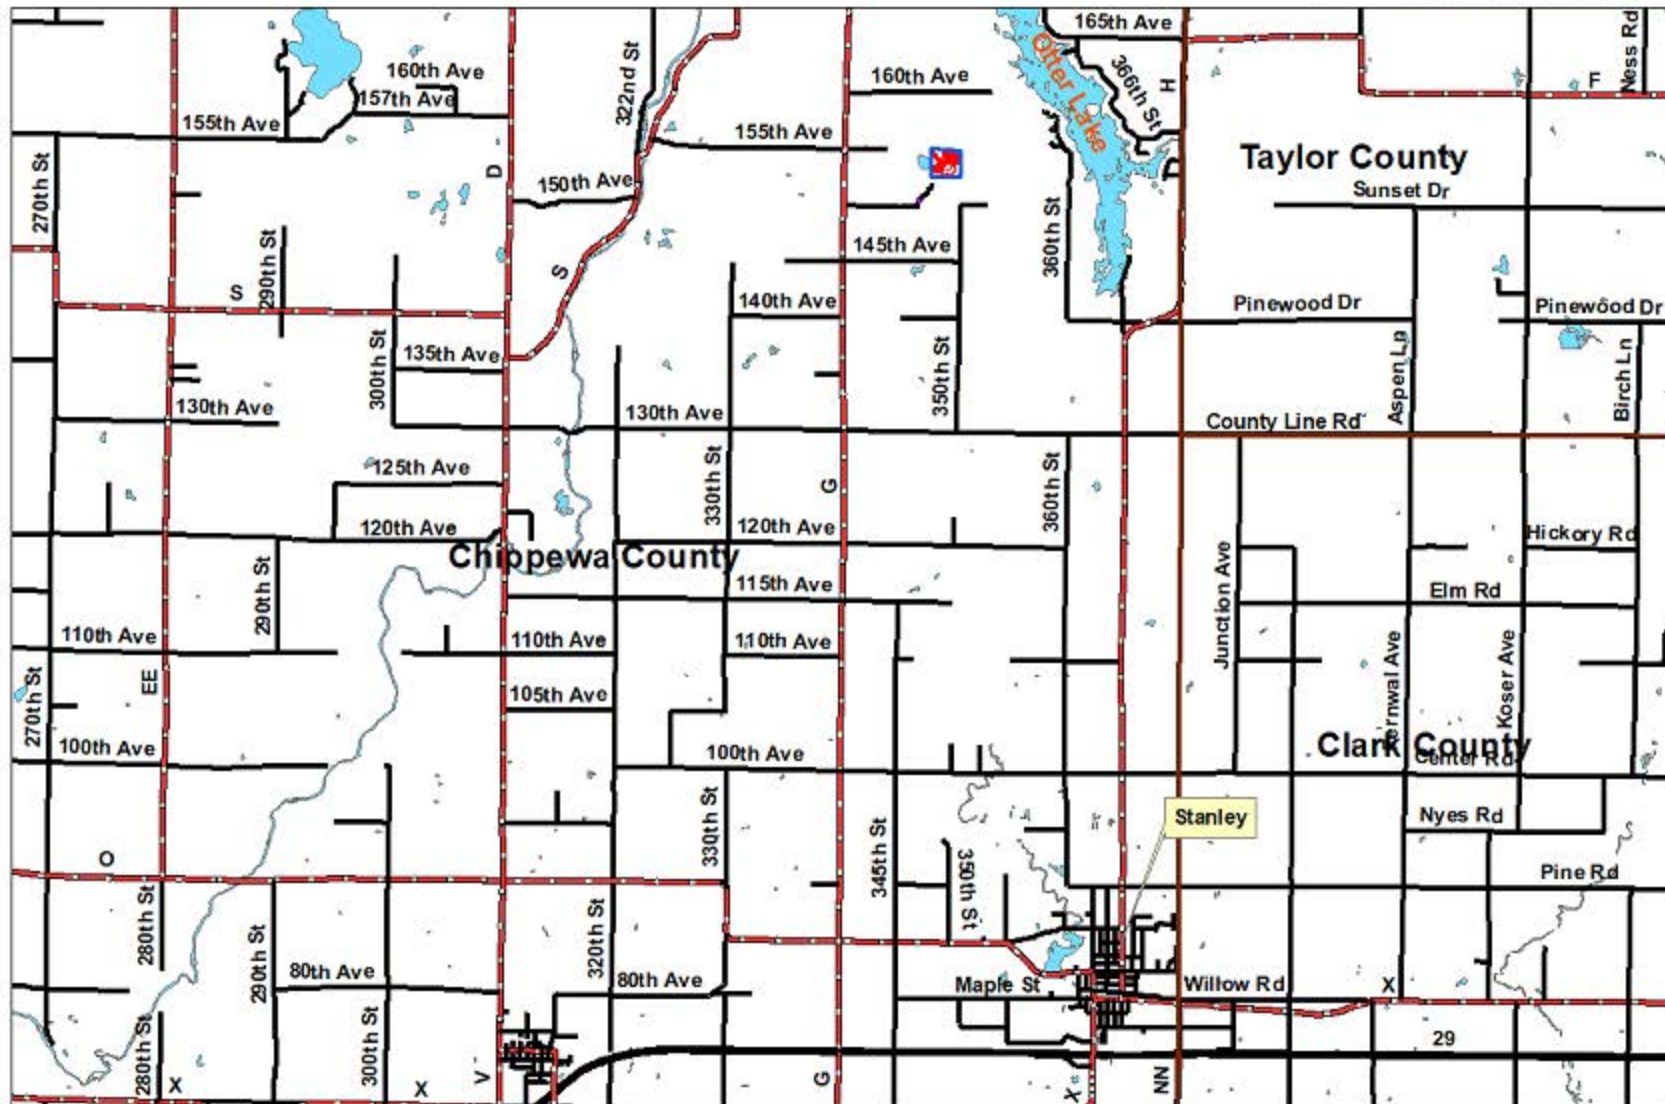 165th Ave
Ness Rd
322nd St
160th Ave
160th Ave
Otter Lake
366th St
H
F
157th Ave
155th Ave
155th Ave
Taylor County
270th St
D
150th Ave
Sunset Dr
360th St
145th Ave
290th St
S
S
140th Ave
Pinewood Dr
Pinewood Dr
300th St
135th Ave
350th St
Aspen Ln
Birch Ln
130th Ave
130th Ave
County Line Rd
125th Ave
330th St
G
360th St
120th Ave
120th Ave
Hickory Rd
Chippewa County
290th St
115th Ave
Junction Ave
Elm Rd
110th Ave
110th Ave
110th Ave
270th St
EE
105th Ave
Koser Ave
100th Ave
100th Ave
Clark County
Center Rd
330th St
345th St
Stanley
Nyes Rd
O
350th St
Pine Rd
280th St
290th St
320th St
80th Ave
80th Ave
Maple St
Willow Rd
X
280th St
300th St
29
X
X
V
G
X
NN